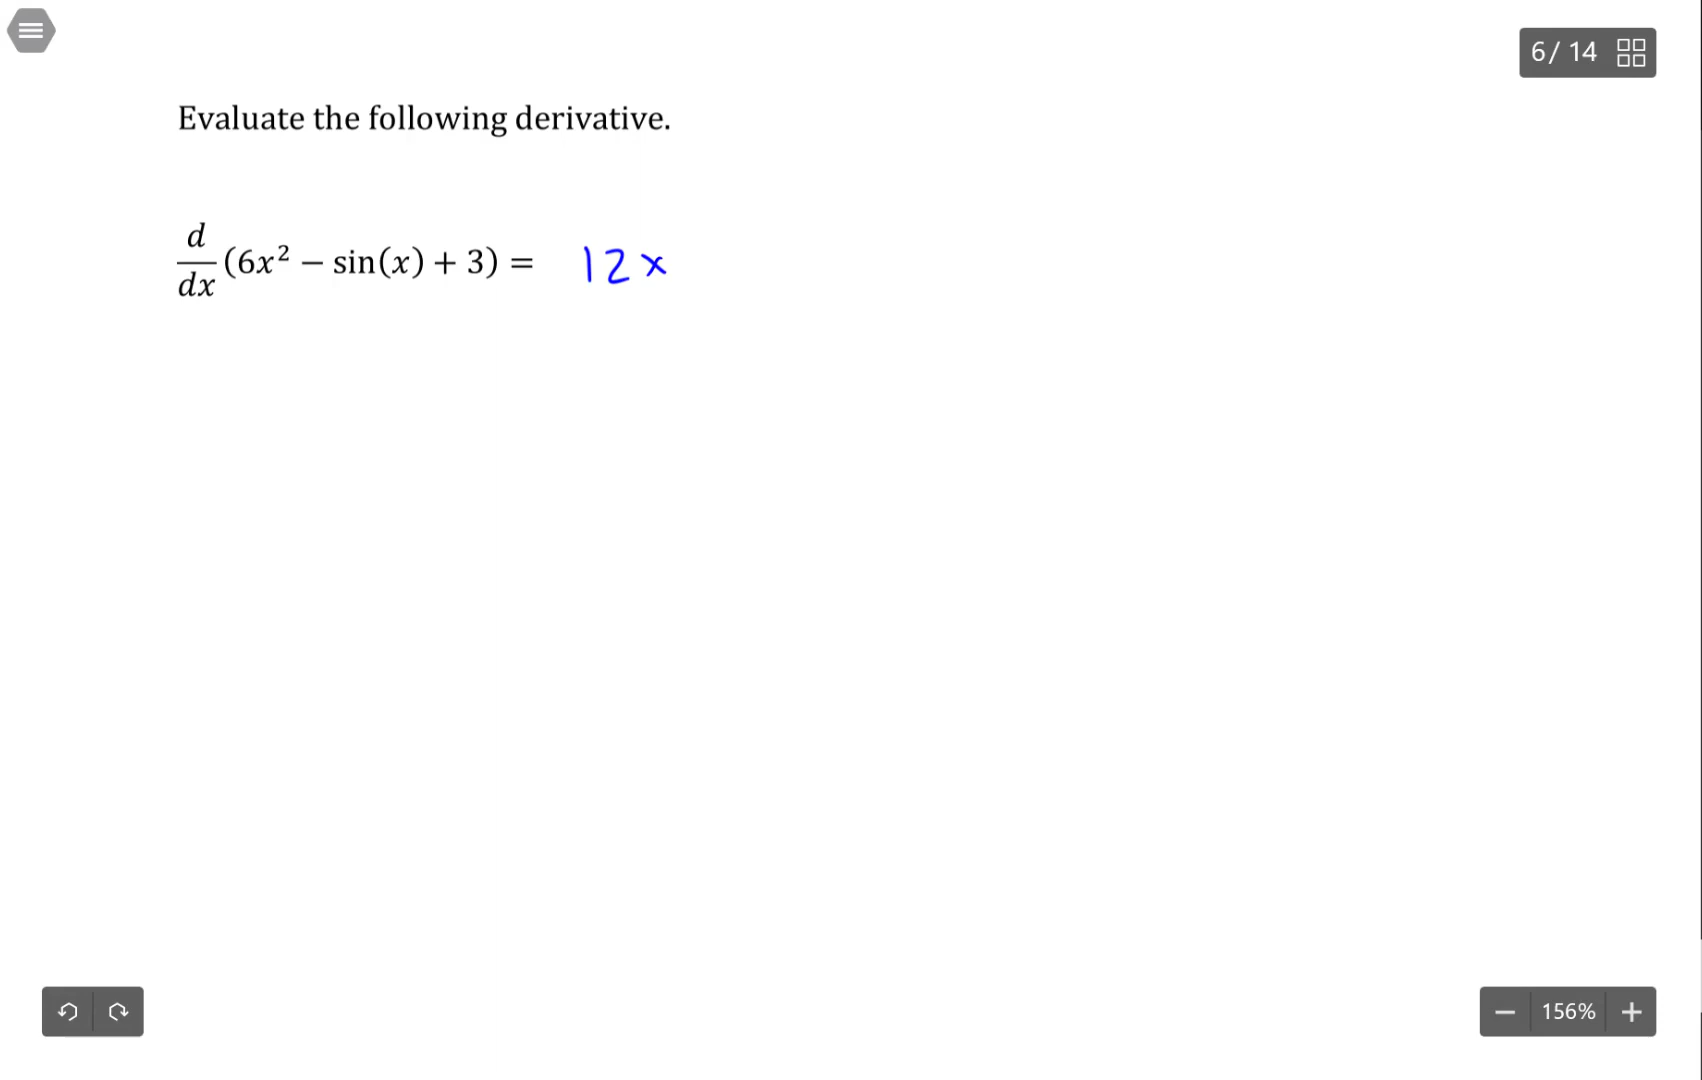 6/ 14
Evaluate the following derivative.
d/dx (6x² − sin(x) + 3) = 12x
156%